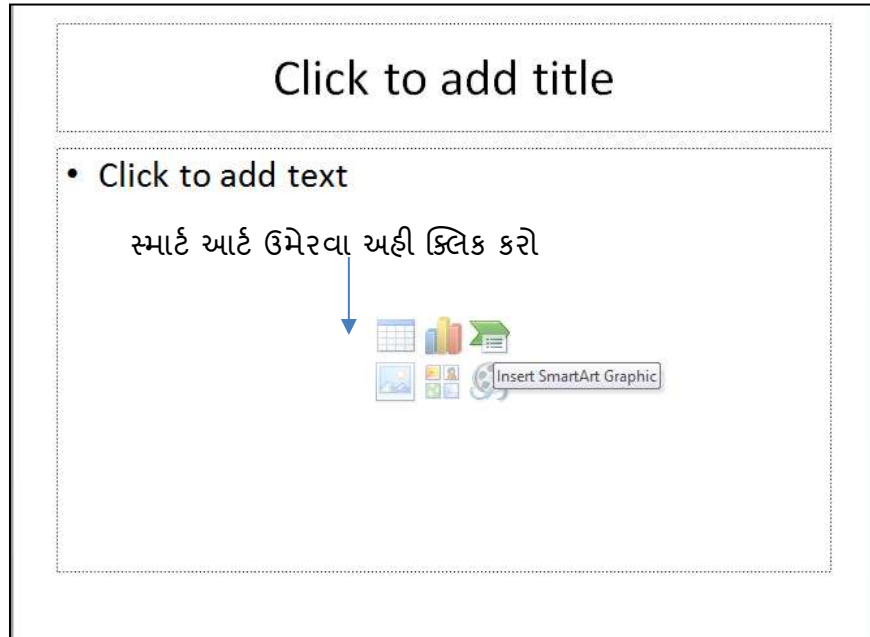 Click to add title
• Click to add text
સ્માર્ટ આર્ટ ઉમેરવા અહી ક્લિક કરો
Insert SmartArt Graphic